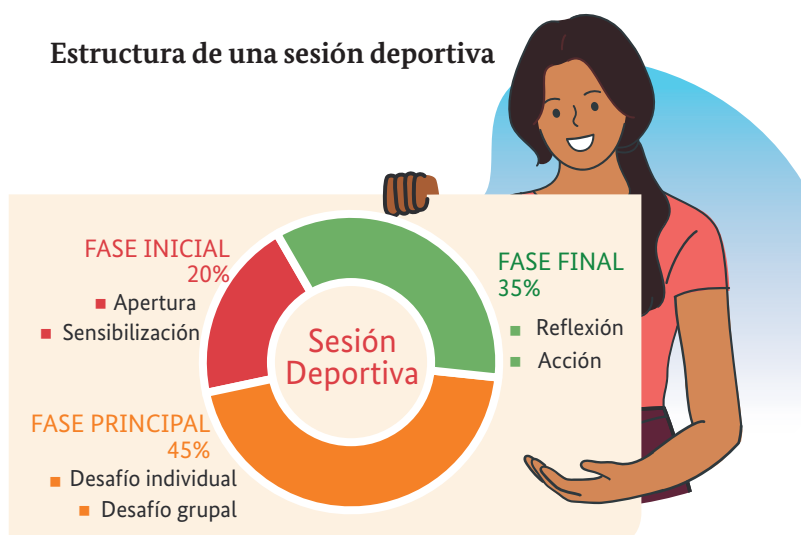 Estructura de una sesión deportiva
FASE INICIAL
20%
Apertura
Sensibilización
FASE PRINCIPAL
45%
Desafío individual
Desafío grupal
Sesión
Deportiva
FASE FINAL
35%
Reflexión
Acción